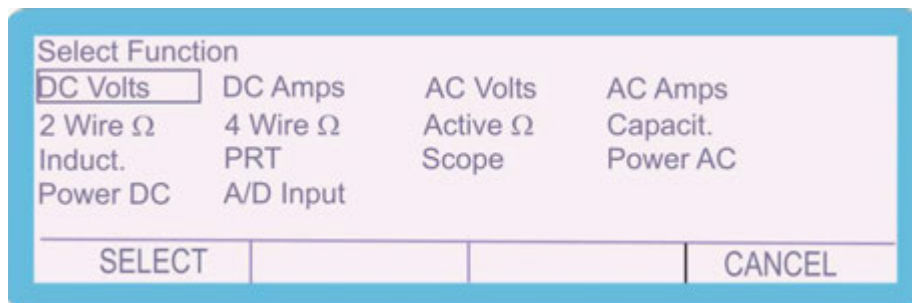 Select Function
DC Volts DC Amps AC Volts AC Amps
2 Wire Ω 4 Wire Ω Active Ω Capacit.
Induct. PRT Scope Power AC
Power DC A/D Input
SELECT CANCEL